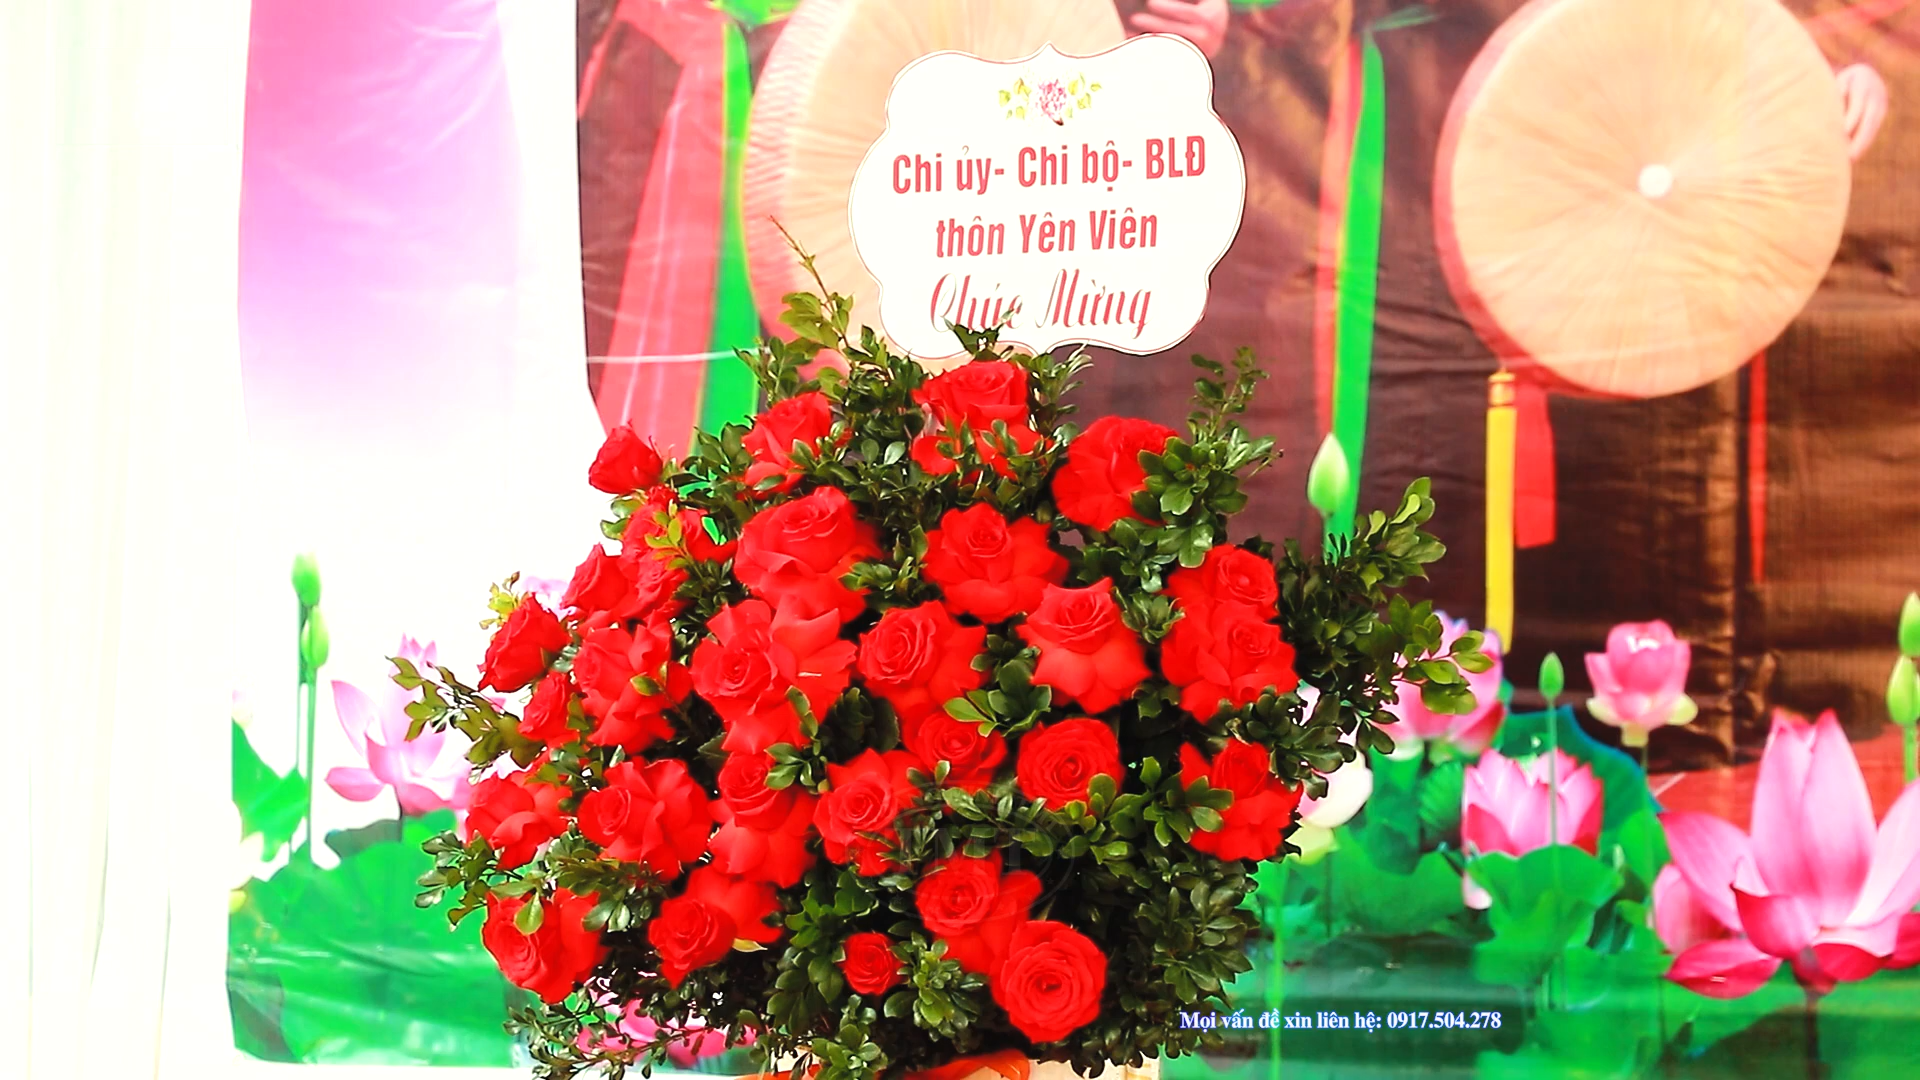 Chi ủy- Chi bộ- BLĐ
thôn Yên Viên
Chúc Mừng
Mọi vấn đề xin liên hệ: 0917.504.278